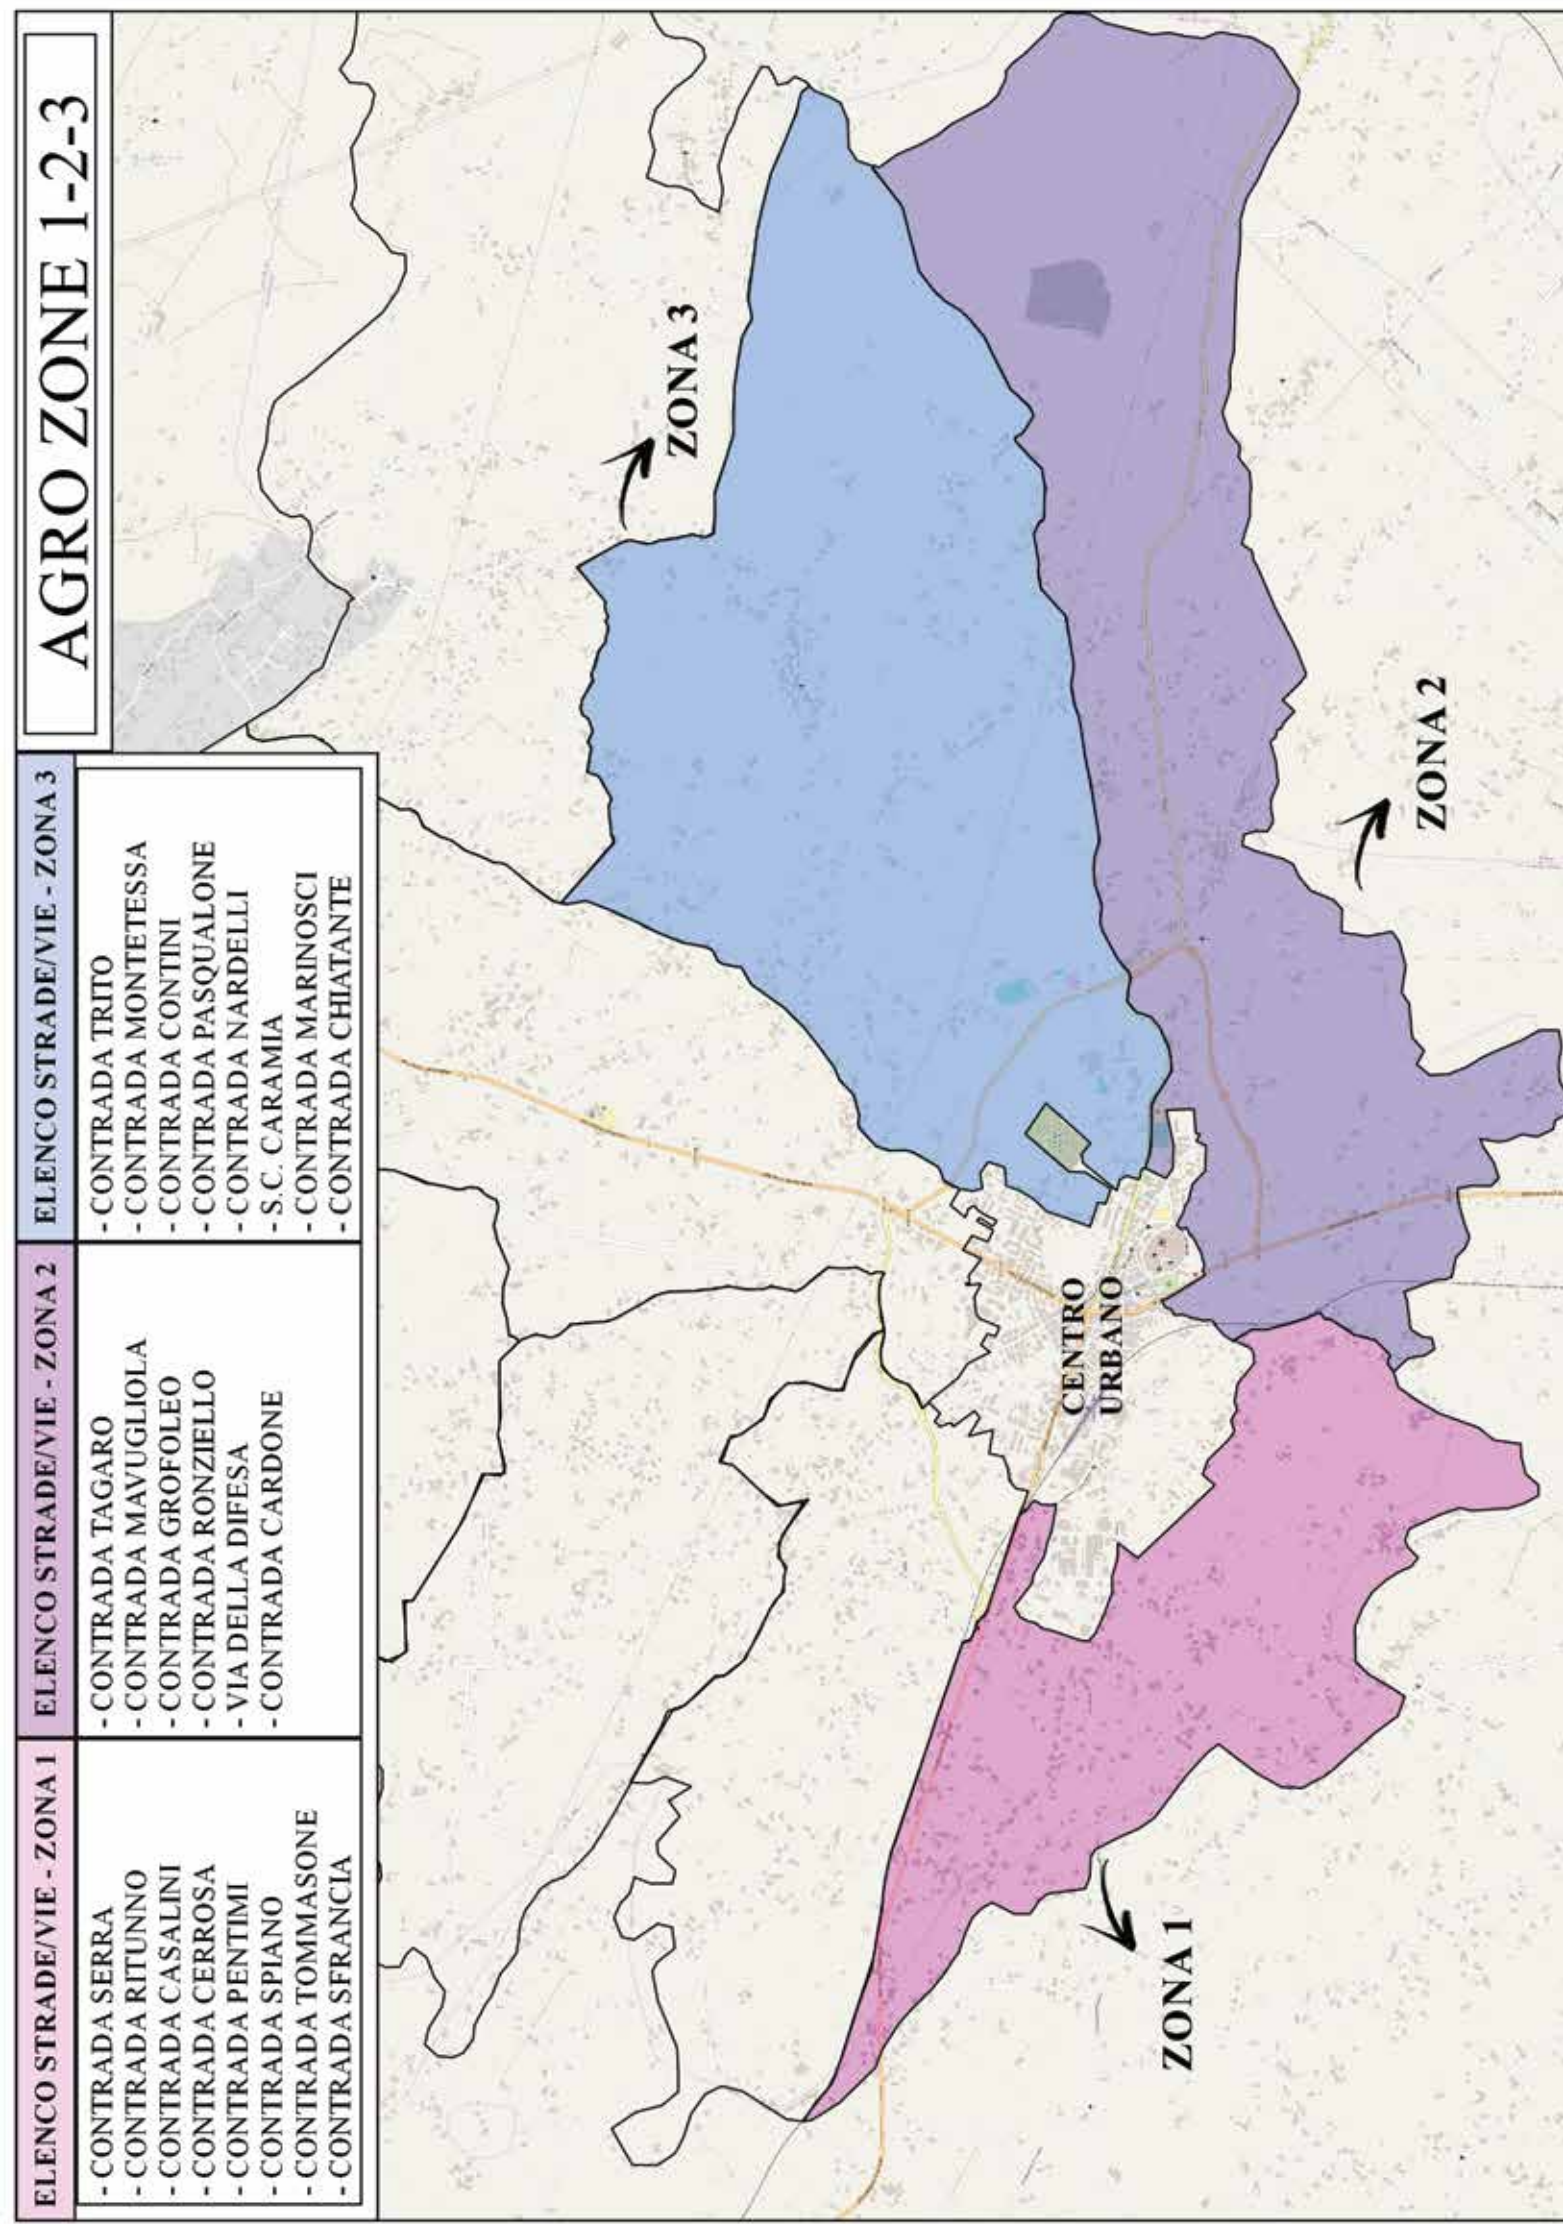 AGRO ZONE 1-2-3
ELENCO STRADE/VIE - ZONA 1
- CONTRADA SERRA
- CONTRADA RITUNNO
- CONTRADA CASALINI
- CONTRADA CERROSA
- CONTRADA PENTIMI
- CONTRADA SPIANO
- CONTRADA TOMMASONE
- CONTRADA SFRANCIA
ELENCO STRADE/VIE - ZONA 2
- CONTRADA TAGARO
- CONTRADA MAVUGLIOLA
- CONTRADA GROFOLEO
- CONTRADA RONZIELLO
- VIA DELLA DIFESA
- CONTRADA CARDONE
ELENCO STRADE/VIE - ZONA 3
- CONTRADA TRITO
- CONTRADA MONTETESSA
- CONTRADA CONTINI
- CONTRADA PASQUALONE
- CONTRADA NARDELLI
- S.C. CARAMIA
- CONTRADA MARINOSCI
- CONTRADA CHIATANTE
ZONA 3
CENTRO
URBANO
ZONA 1
ZONA 2